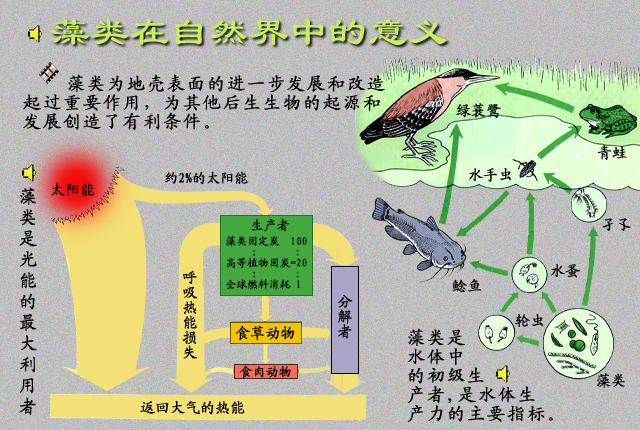 藻类在自然界中的意义
藻类为地壳表面的进一步发展和改造
起过重要作用，为其他后生生物的起源和
发展创造了有利条件。
太阳能
约2%的太阳能
藻类是光能的最大利用者
生产者
藻类固定炭 100
高等植物固炭=20
全球燃料消耗 1
呼吸热能损失
分解者
食草动物
食肉动物
返回大气的热能
绿蓑鹭
青蛙
水手虫
孑孓
鲶鱼
水蚤
轮虫
藻类
藻类是
水体中
的初级生
产者,是水体生
产力的主要指标。